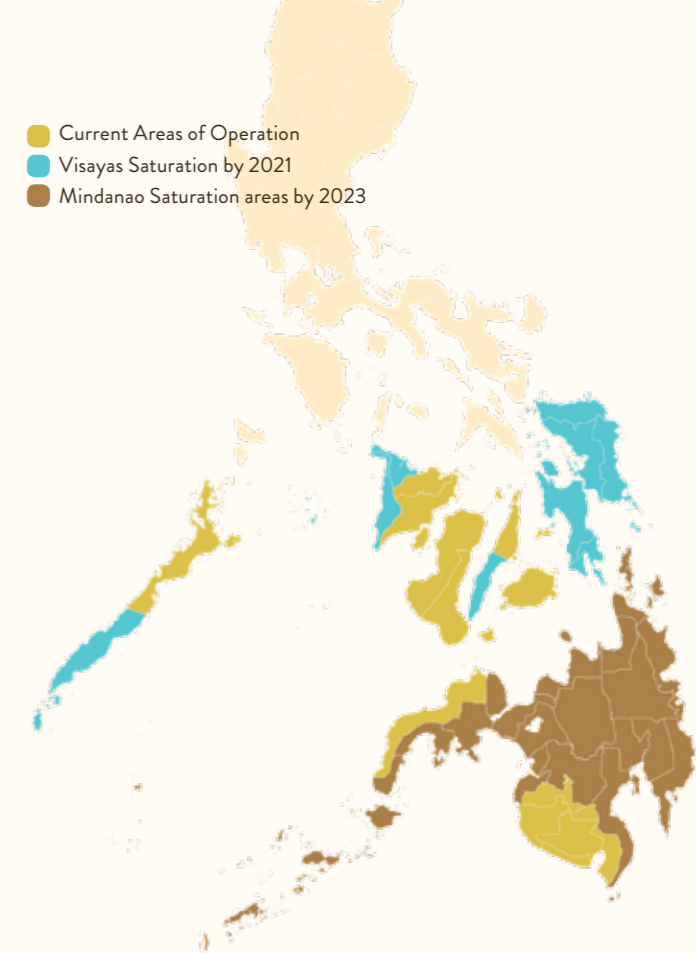 Current Areas of Operation
Visayas Saturation by 2021
Mindanao Saturation areas by 2023